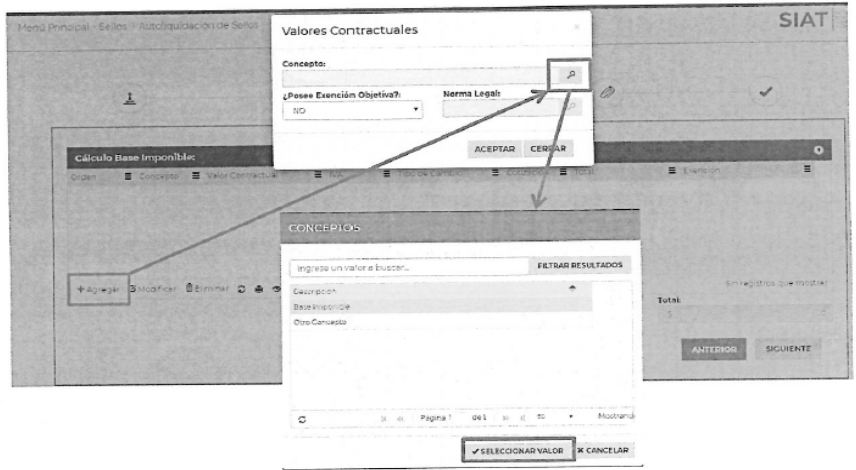 Menú Principal - Sellos - Autoliquidación de Sellos
SIAT
Valores Contractuales
Concepto:
¿Posee Exención Objetiva?:
Norma Legal:
NO
ACEPTAR
CERRAR
Cálculo Base Imponible:
Orden
Concepto
Valor Contractual
IVA
Tipo de Cambio
Cotización
Total
Exención
CONCEPTOS
Ingrese un valor a buscar...
FILTRAR RESULTADOS
Descripción
Base Imponible
Otro Concepto
Agregar
Modificar
Eliminar
Sin registros que mostrar
Total:
$
ANTERIOR
SIGUIENTE
Página 1 de 1
Mostrand
SELECCIONAR VALOR
CANCELAR